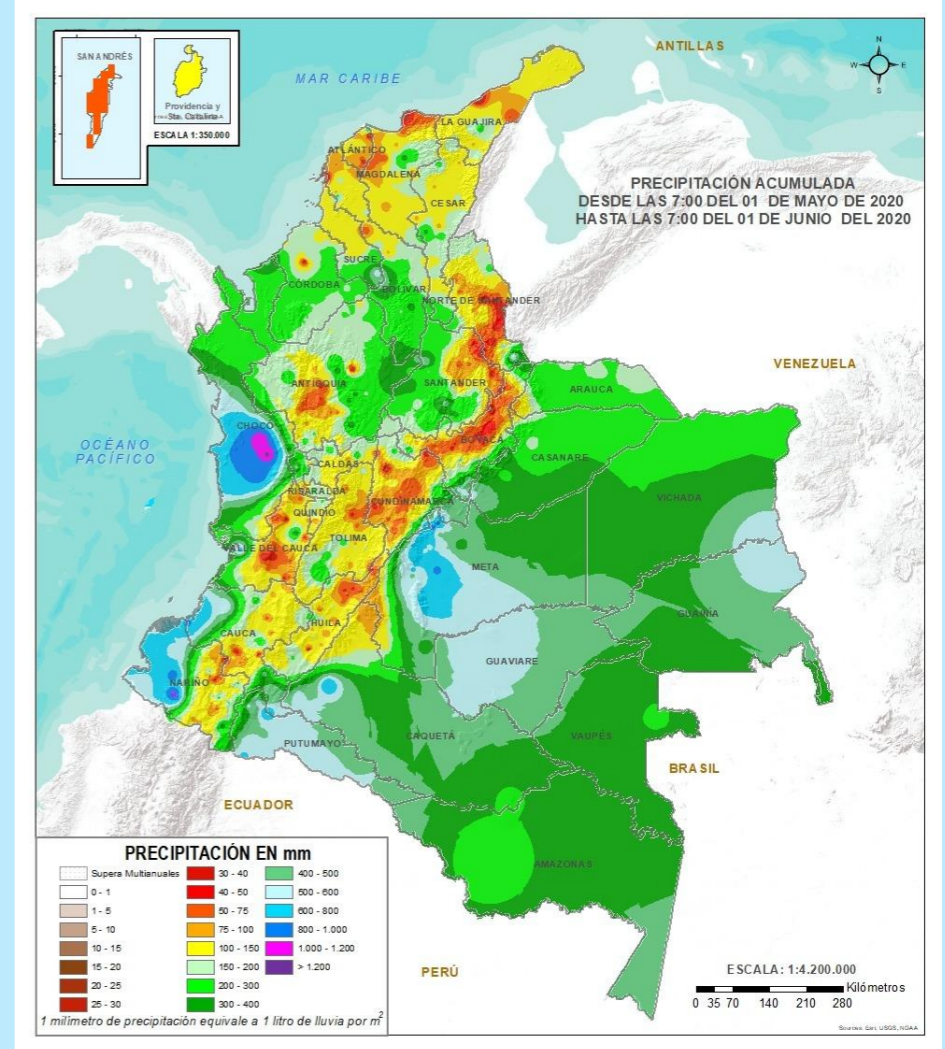 SAN ANDRÉS
Providencia y
Sta. Catalina
ESCALA 1:350.000
MAR CARIBE
ANTILLAS
N
W
E
S
PRECIPITACIÓN ACUMULADA
DESDE LAS 7:00 DEL 01 DE MAYO DE 2020
HASTA LAS 7:00 DEL 01 DE JUNIO DEL 2020
LA GUAJIRA
ATLÁNTICO
MAGDALENA
CESAR
SUCRE
CÓRDOBA
BOLÍVAR
NORTE DE SANTANDER
VENEZUELA
ANTIOQUIA
SANTANDER
ARAUCA
CHOCÓ
BOYACÁ
OCÉANO
PACÍFICO
CASANARE
CALDAS
RISARALDA
CUNDINAMARCA
VICHADA
QUINDÍO
TOLIMA
VALLE DEL CAUCA
META
GUAINÍA
HUILA
CAUCA
GUAVIARE
NARIÑO
CAQUETÁ
VAUPÉS
PUTUMAYO
BRASIL
ECUADOR
AMAZONAS
PERÚ
PRECIPITACIÓN EN mm
Supera Multianuales
0 - 1
1 - 5
5 - 10
10 - 15
15 - 20
20 - 25
25 - 30
30 - 40
40 - 50
50 - 75
75 - 100
100 - 150
150 - 200
200 - 300
300 - 400
400 - 500
500 - 600
600 - 800
800 - 1.000
1.000 - 1.200
> 1.200
1 milímetro de precipitación equivale a 1 litro de lluvia por m²
ESCALA: 1:4.200.000
Kilómetros
0 35 70 140 210 280
Sources: Esri, USGS, NOAA